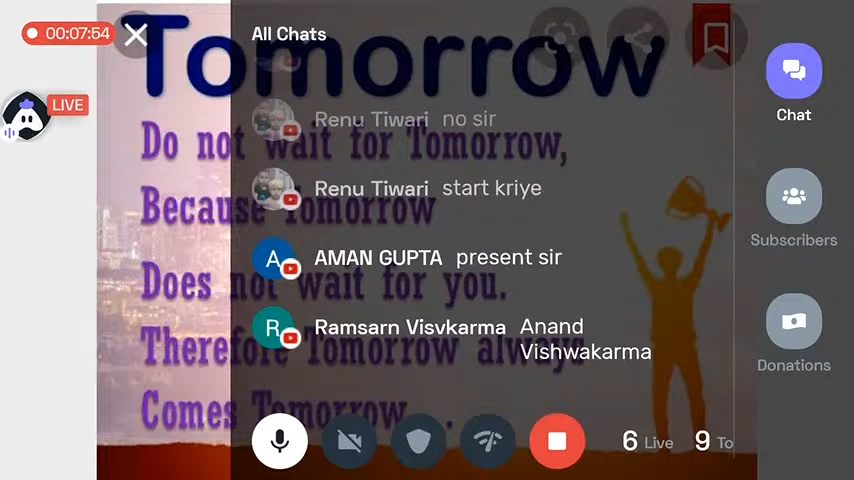 00:07:54
All Chats
Tomorrow
LIVE
Chat
Renu Tiwari no sir
Do not wait for Tomorrow,
Renu Tiwari start kriye
Because Tomorrow
Subscribers
AMAN GUPTA present sir
Does not wait for you.
Ramsarn Visvkarma Anand
Vishwakarma
Therefore Tomorrow always
Donations
Comes Tomorrow
6 Live 9 To